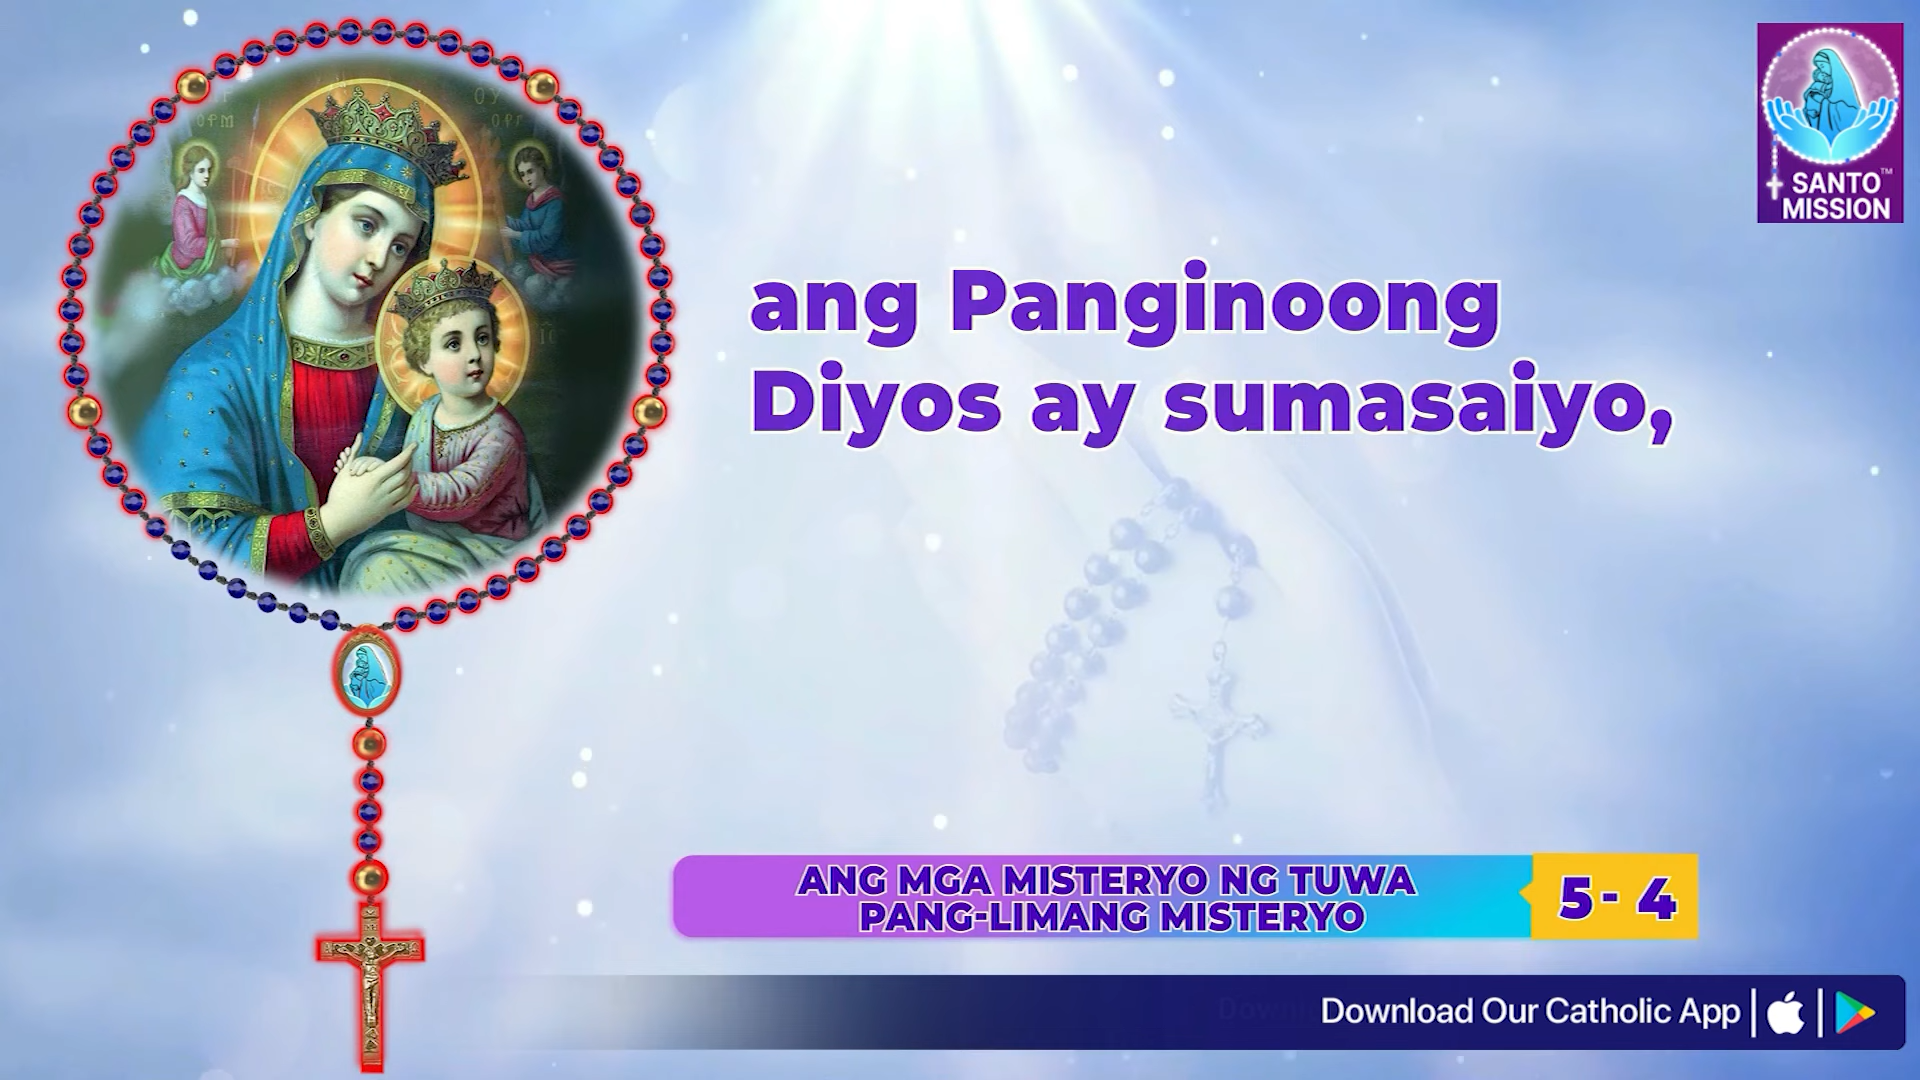 SANTO™
MISSION
ang Panginoong
Diyos ay sumasaiyo,
ANG MGA MISTERYO NG TUWA
PANG-LIMANG MISTERYO
5- 4
Download Our Catholic App